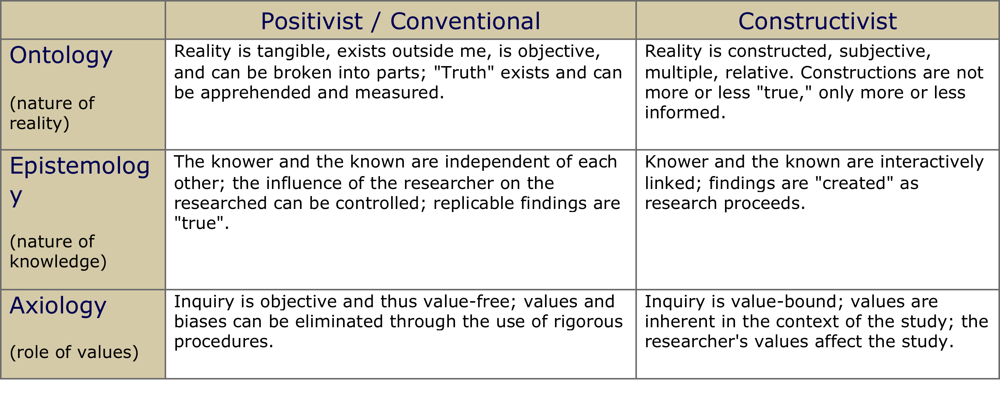 Positivist / Conventional
Constructivist
Ontology
(nature of
reality)
Reality is tangible, exists outside me, is objective,
and can be broken into parts; "Truth" exists and can
be apprehended and measured.
Reality is constructed, subjective,
multiple, relative. Constructions are not
more or less "true," only more or less
informed.
Epistemolog
y
(nature of
knowledge)
The knower and the known are independent of each
other; the influence of the researcher on the
researched can be controlled; replicable findings are
"true".
Knower and the known are interactively
linked; findings are "created" as
research proceeds.
Axiology
(role of values)
Inquiry is objective and thus value-free; values and
biases can be eliminated through the use of rigorous
procedures.
Inquiry is value-bound; values are
inherent in the context of the study; the
researcher's values affect the study.